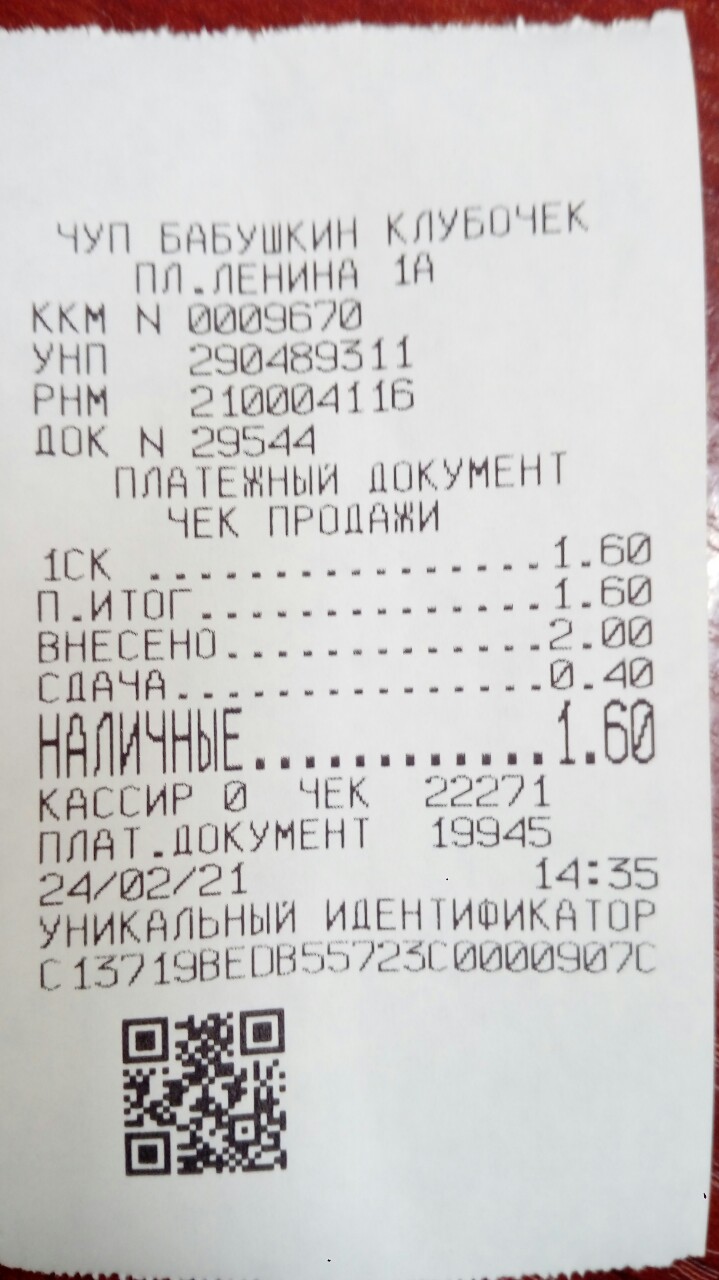 ЧУП БАБУШКИН КЛУБОЧЕК
ПЛ.ЛЕНИНА 1А
ККМ N 0009670
УНП 290489311
РНМ 210004116
ДОК N 29544
ПЛАТЕЖНЫЙ ДОКУМЕНТ
ЧЕК ПРОДАЖИ
1СК ................1.60
П.ИТОГ..............1.60
ВНЕСЕНО.............2.00
СДАЧА...............0.40
НАЛИЧНЫЕ............1.60
КАССИР 0 ЧЕК 22271
ПЛАТ.ДОКУМЕНТ 19945
24/02/21 14:35
УНИКАЛЬНЫЙ ИДЕНТИФИКАТОР
C13719BEDB55723C0000907C